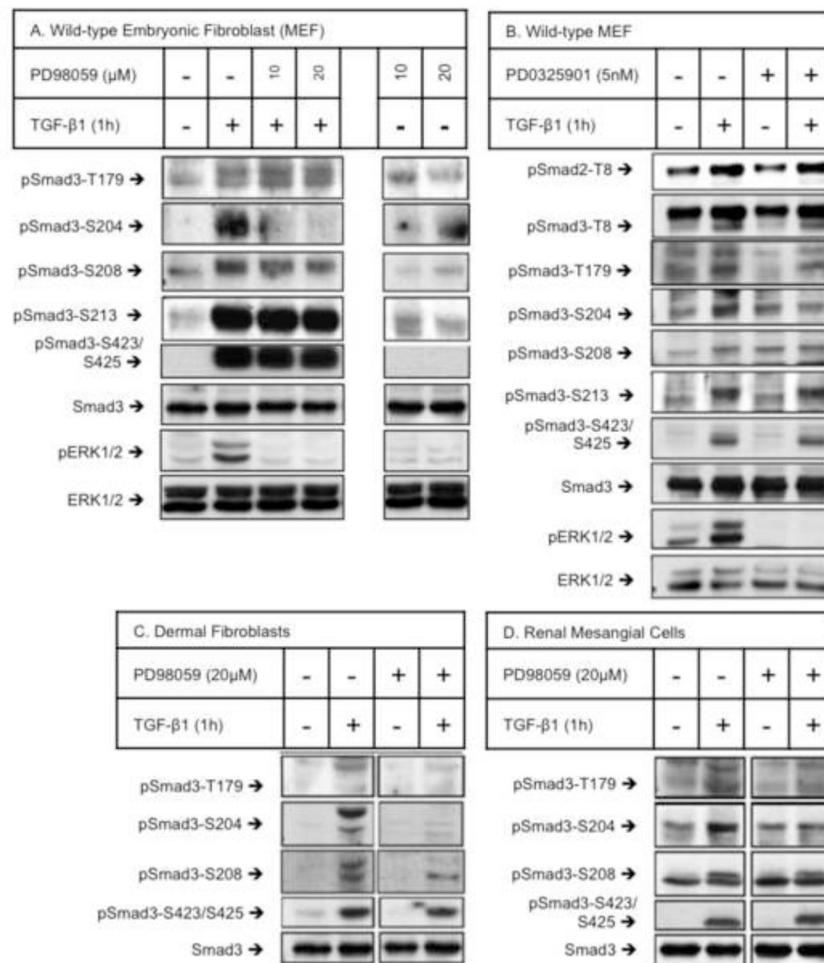 A. Wild-type Embryonic Fibroblast (MEF)
PD98059 (µM) - - 10 20 10 20
TGF-β1 (1h) - + + + - -
pSmad3-T179 →
pSmad3-S204 →
pSmad3-S208 →
pSmad3-S213 →
pSmad3-S423/
S425 →
Smad3 →
pERK1/2 →
ERK1/2 →
B. Wild-type MEF
PD0325901 (5nM) - - + +
TGF-β1 (1h) - + - +
pSmad2-T8 →
pSmad3-T8 →
pSmad3-T179 →
pSmad3-S204 →
pSmad3-S208 →
pSmad3-S213 →
pSmad3-S423/
S425 →
Smad3 →
pERK1/2 →
ERK1/2 →
C. Dermal Fibroblasts
PD98059 (20µM) - - + +
TGF-β1 (1h) - + - +
pSmad3-T179 →
pSmad3-S204 →
pSmad3-S208 →
pSmad3-S423/S425 →
Smad3 →
D. Renal Mesangial Cells
PD98059 (20µM) - - + +
TGF-β1 (1h) - + - +
pSmad3-T179 →
pSmad3-S204 →
pSmad3-S208 →
pSmad3-S423/
S425 →
Smad3 →